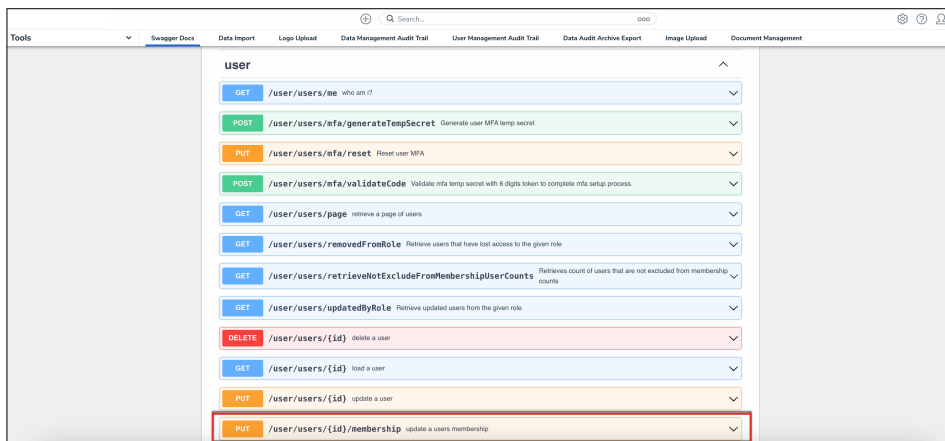 Search...
Tools
Swagger Docs
Data Import
Logo Upload
Data Management Audit Trail
User Management Audit Trail
Data Audit Archive Export
Image Upload
Document Management
user
GET /user/users/me who am i?
POST /user/users/mfa/generateTempSecret Generate user MFA temp secret
PUT /user/users/mfa/reset Reset user MFA
POST /user/users/mfa/validateCode Validate mfa temp secret with 6 digits token to complete mfa setup process.
GET /user/users/page retrieve a page of users
GET /user/users/removedFromRole Retrieve users that have lost access to the given role
GET /user/users/retrieveNotExcludeFromMembershipUserCounts Retrieves count of users that are not excluded from membership
counts
GET /user/users/updatedByRole Retrieve updated users from the given role
DELETE /user/users/{id} delete a user
GET /user/users/{id} load a user
PUT /user/users/{id} update a user
PUT /user/users/{id}/membership update a users membership